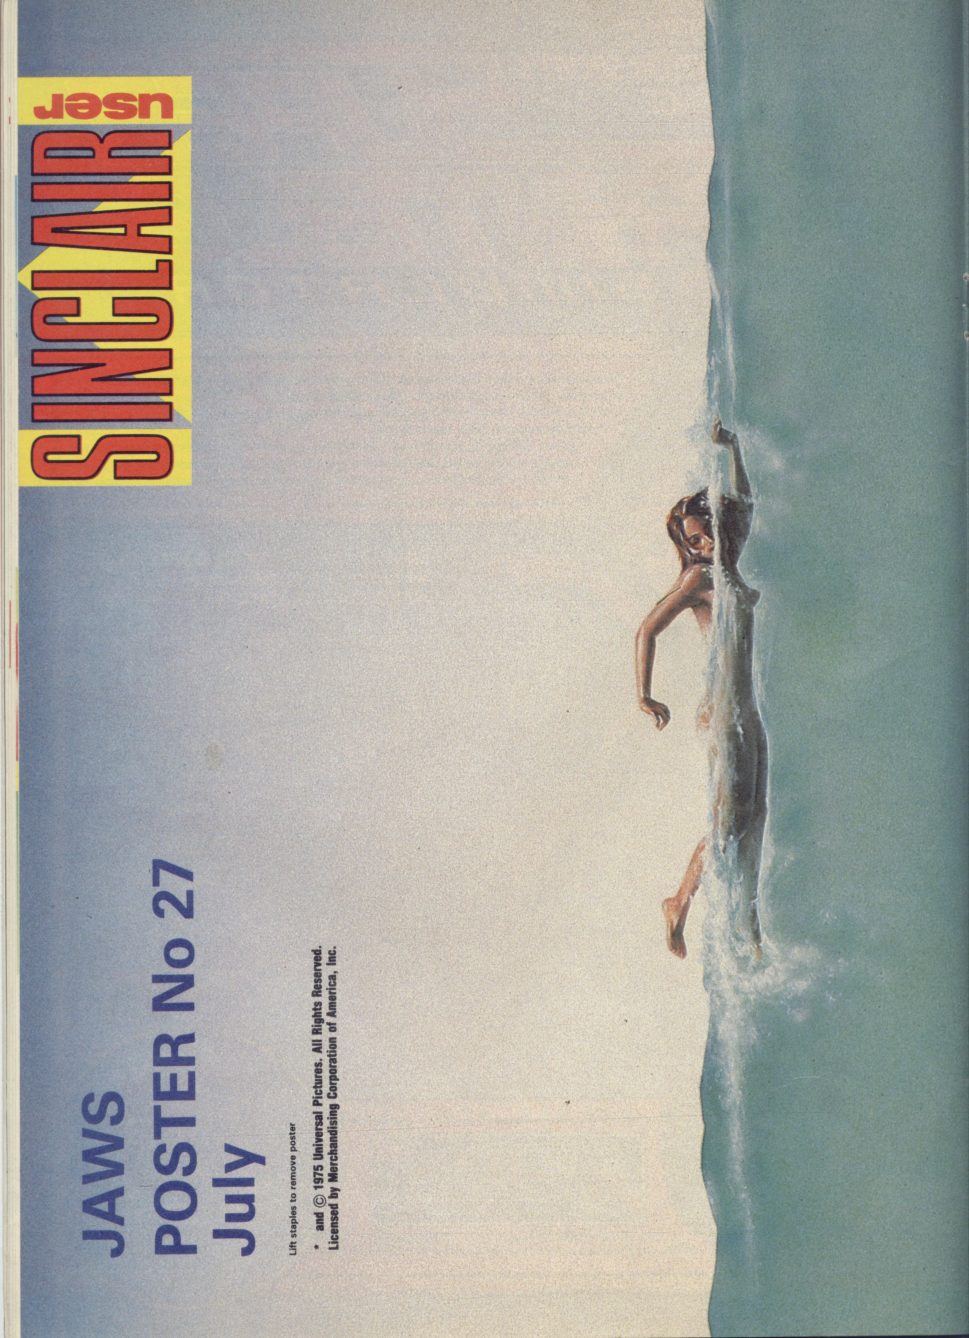 JAWS
POSTER No 27
July
Lift staples to remove poster
* and © 1975 Universal Pictures. All Rights Reserved.
Licensed by Merchandising Corporation of America, Inc.
SINCLAIR
user